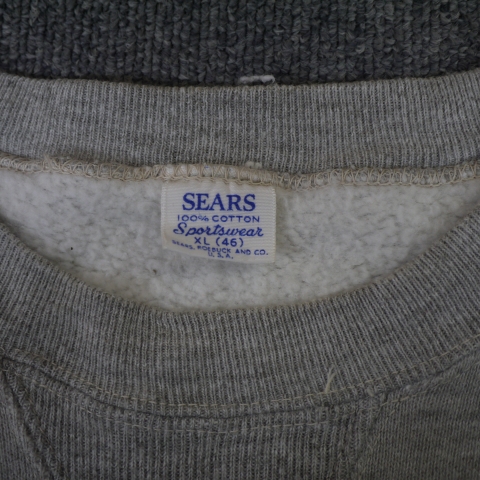 SEARS
100% COTTON
Sportswear
XL (46)
SEARS, ROEBUCK AND CO.
U.S.A.